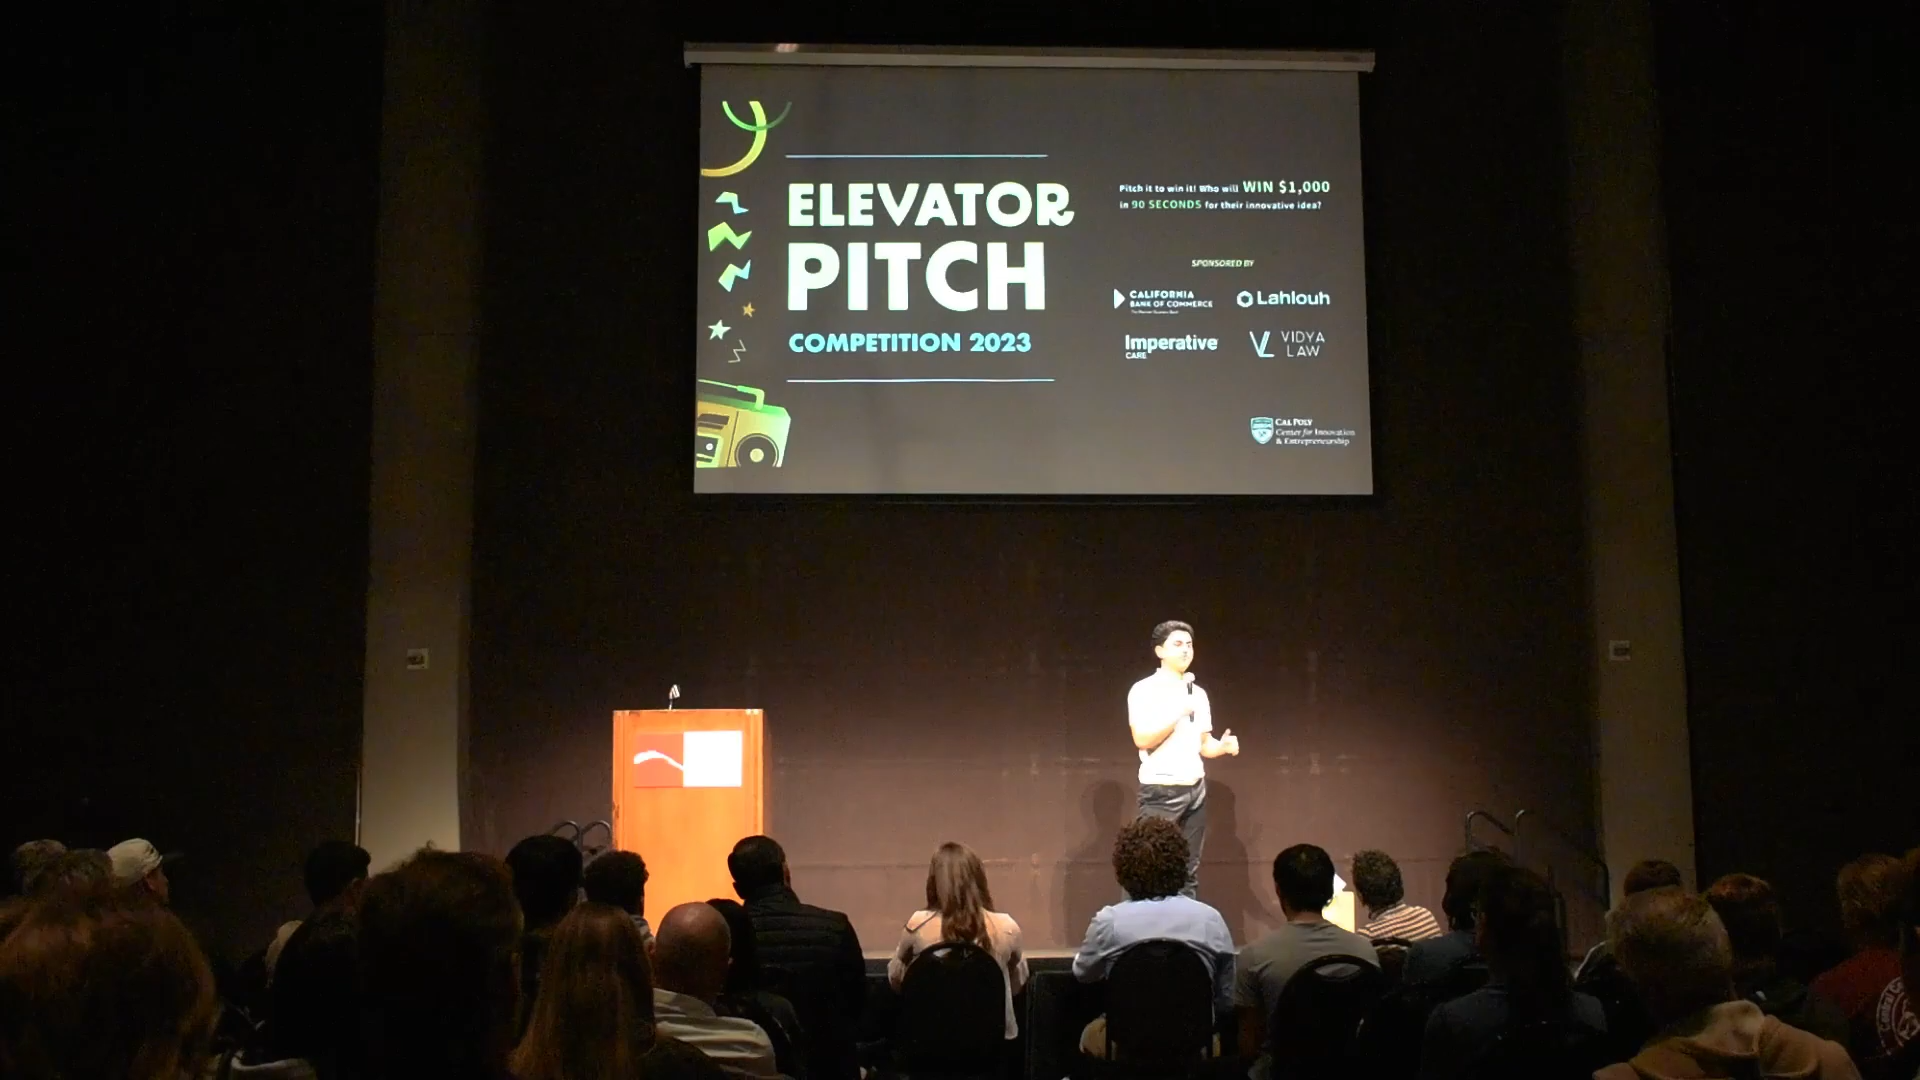 ELEVATOR
PITCH
COMPETITION 2023
Pitch it to win it! Who will WIN $1,000
in 90 SECONDS for their innovative idea?
SPONSORED BY
CALIFORNIA
BANK OF COMMERCE
Lahlouh
Imperative
CARE
VIDYA
LAW
CAL POLY
Center for Innovation
& Entrepreneurship